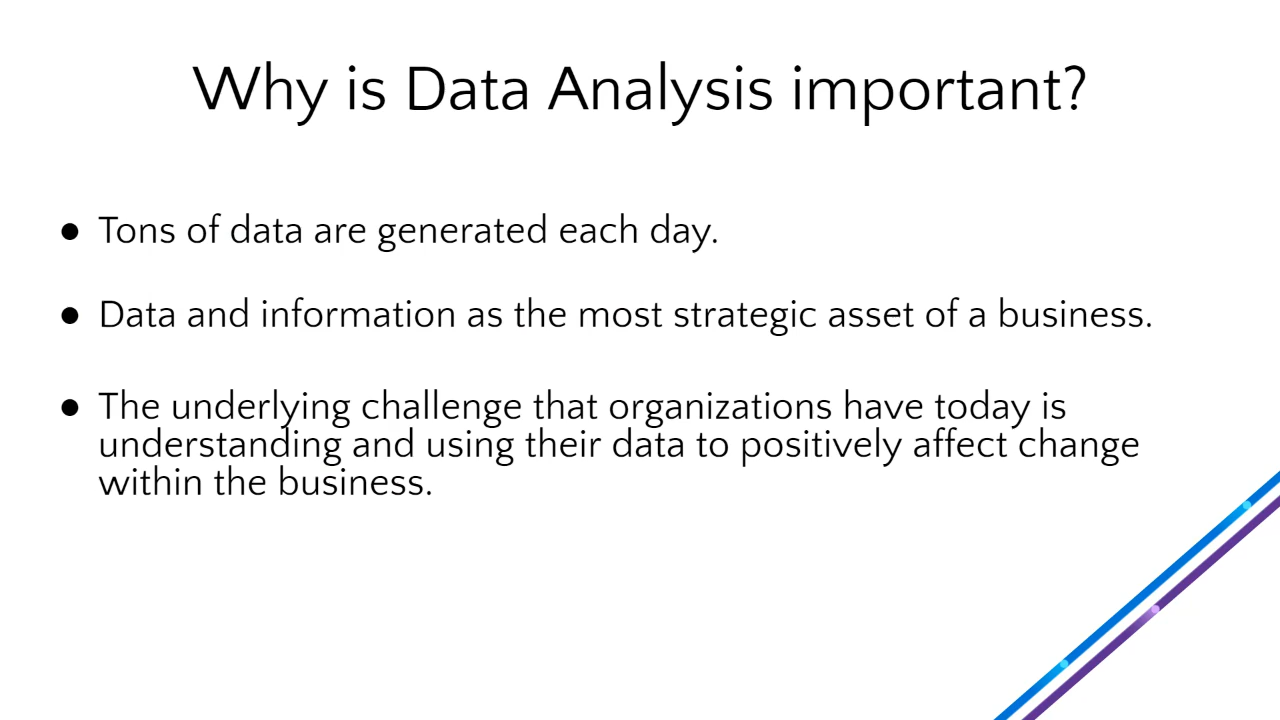 Why is Data Analysis important?
● Tons of data are generated each day.
● Data and information as the most strategic asset of a business.
● The underlying challenge that organizations have today is
understanding and using their data to positively affect change
within the business.